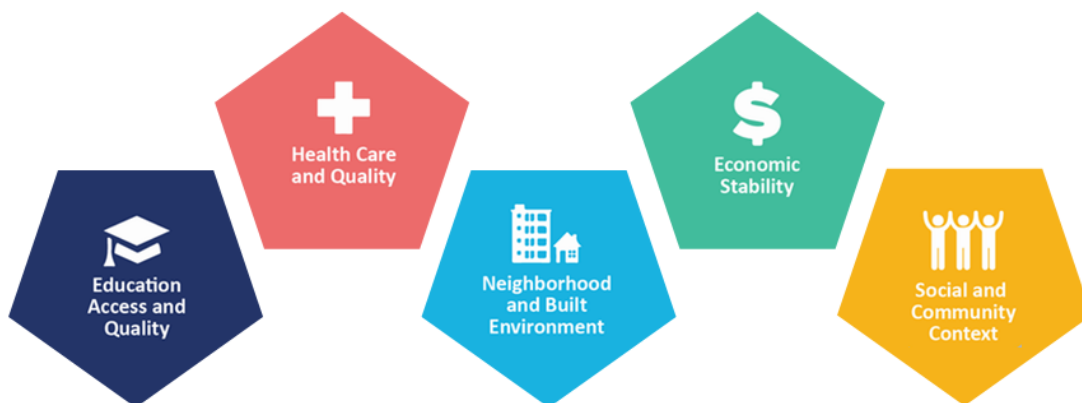 Health Care
and Quality
$
Economic
Stability
Education
Access and
Quality
Neighborhood
and Built
Environment
Social and
Community
Context